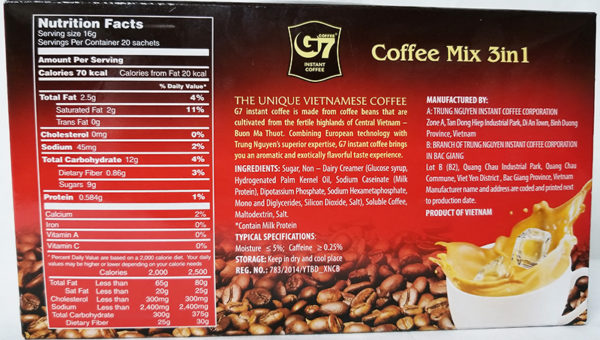 Nutrition Facts
Serving size 16g
Servings Per Container 20 sachets
Amount Per Serving
Calories 70 kcal Calories from Fat 20 kcal
% Daily Value*
Total Fat 2.5g 4%
Saturated Fat 2g 11%
Trans Fat 0g
Cholesterol 0mg 0%
Sodium 45mg 2%
Total Carbohydrate 12g 4%
Dietary Fiber 0.86g 3%
Sugars 9g
Protein 0.584g 1%
Calcium 2%
Iron 0%
Vitamin A 0%
Vitamin C 0%
* Percent Daily Value are based on a 2,000 calorie diet. Your daily
values may be higher or lower depending on your calorie needs
Calories 2,000 2,500
Total Fat Less than 65g 80g
Sat Fat Less than 20g 25g
Cholesterol Less than 300mg 300mg
Sodium Less than 2,400mg 2,400mg
Total Carbohydrate 300g 375g
Dietary Fiber 25g 30g
COFFEE
G7
INSTANT
COFFEE
Coffee Mix 3in1
THE UNIQUE VIETNAMESE COFFEE
G7 instant coffee is made from coffee beans that are
cultivated from the fertile highlands of Central Vietnam –
Buon Ma Thuot. Combining European technology with
Trung Nguyen's superior expertise, G7 instant coffee brings
you an aromatic and exotically flavorful taste experience.
INGREDIENTS: Sugar, Non – Dairy Creamer (Glucose syrup,
Hydrogenated Palm Kernel Oil, Sodium Caseinate (Milk
Protein), Dipotassium Phosphate, Sodium Hexametaphosphate,
Mono and Diglycerides, Silicon Dioxide, Salt), Soluble Coffee,
Maltodextrin, Salt.
*Contain Milk Protein
TYPICAL SPECIFICATIONS:
Moisture ≤ 5%; Caffeine ≥ 0.25%
STORAGE: Keep in dry and cool place
REG. NO.: 783/2014/YTBD_XNCB
MANUFACTURED BY:
A: TRUNG NGUYEN INSTANT COFFEE CORPORATION
Zone A, Tan Dong Hiep Industrial Park, Di An Town, Binh Duong
Province, Vietnam
B: BRANCH OF TRUNG NGUYEN INSTANT COFFEE CORPORATION
IN BAC GIANG
Lot B (B2), Quang Chau Industrial Park, Quang Chau
Commune, Viet Yen District, Bac Giang Province, Vietnam
Manufacturer name and address are coded and printed next
to production date.
PRODUCT OF VIETNAM